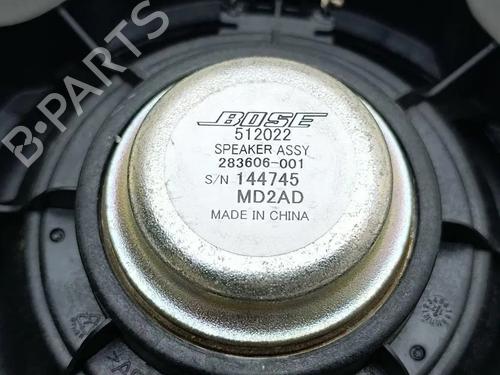 B-PARTS
BOSE
512022
SPEAKER ASSY
283606-001
S/N 144745
MD2AD
MADE IN CHINA